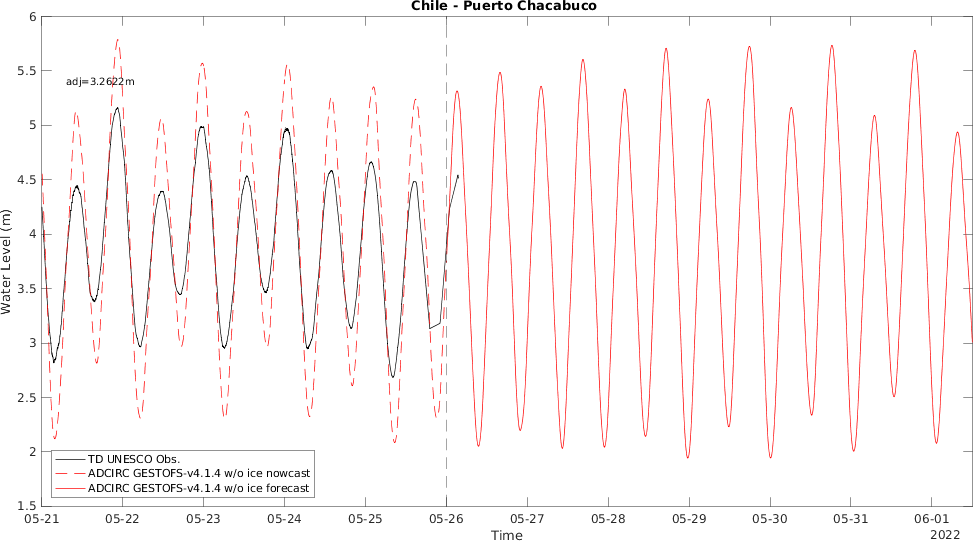 Chile - Puerto Chacabuco
6
5.5
adj=3.2622m
5
4.5
4
3.5
3
2.5
2
1.5
Water Level (m)
TD UNESCO Obs.
ADCIRC GESTOFS-v4.1.4 w/o ice nowcast
ADCIRC GESTOFS-v4.1.4 w/o ice forecast
05-21 05-22 05-23 05-24 05-25 05-26 05-27 05-28 05-29 05-30 05-31 06-01
2022
Time